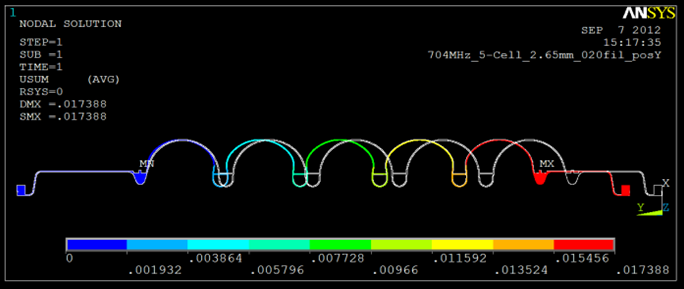 1
ANSYS
NODAL SOLUTION
SEP 7 2012
15:17:35
STEP=1
SUB =1
TIME=1
USUM (AVG)
RSYS=0
DMX =.017388
SMX =.017388
704MHz_5-Cell_2.65mm_020fil_posY
MN
MX
X
Y Z
0 .003864 .007728 .011592 .015456
.001932 .005796 .00966 .013524 .017388